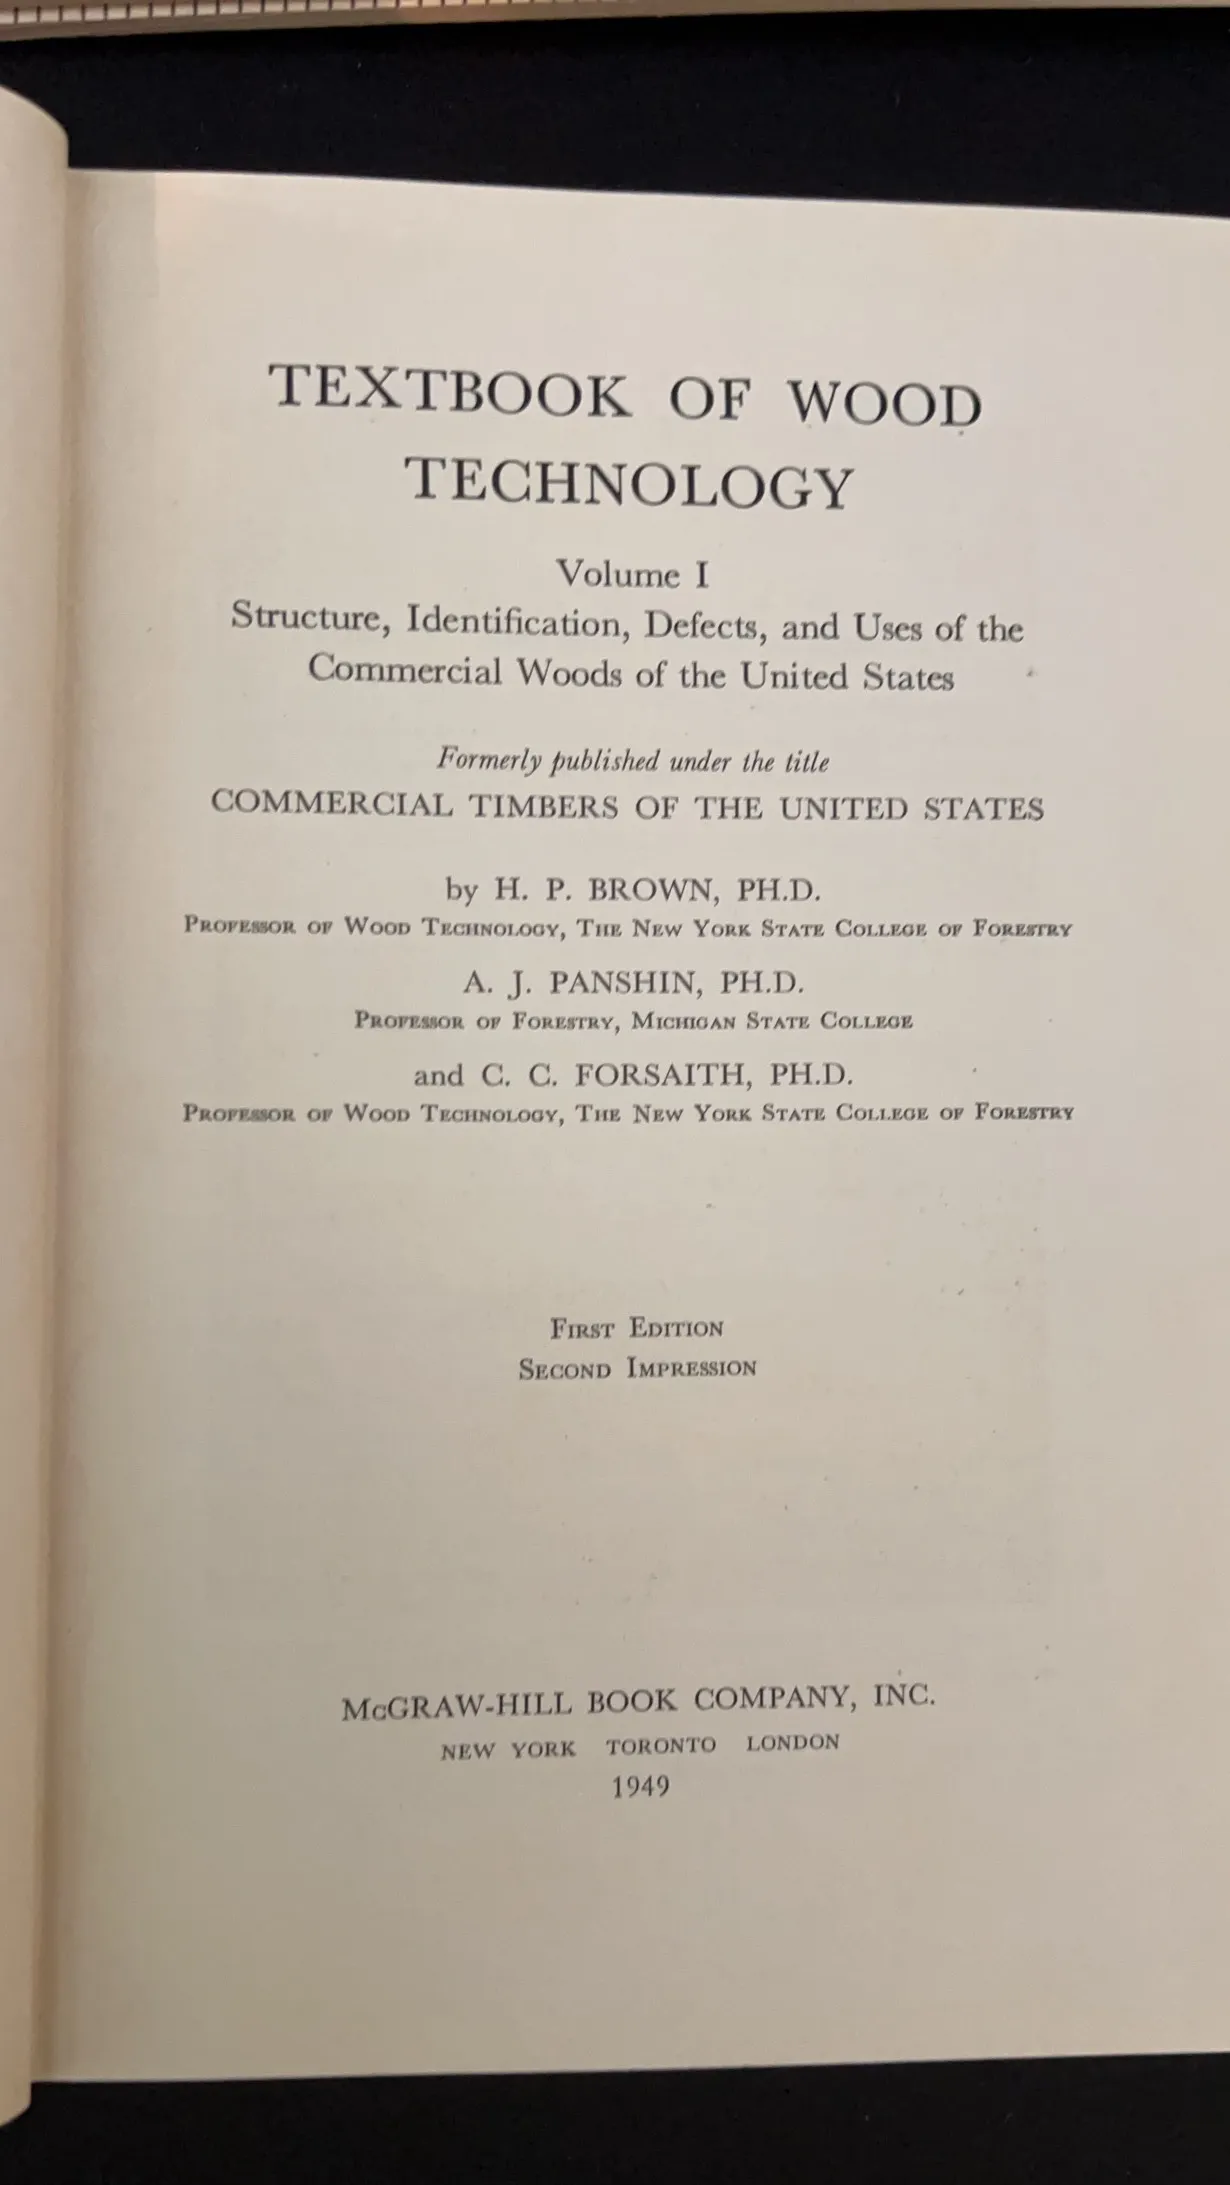 TEXTBOOK OF WOOD
TECHNOLOGY
Volume I
Structure, Identification, Defects, and Uses of the
Commercial Woods of the United States
Formerly published under the title
COMMERCIAL TIMBERS OF THE UNITED STATES
by H. P. BROWN, PH.D.
PROFESSOR OF WOOD TECHNOLOGY, THE NEW YORK STATE COLLEGE OF FORESTRY
A. J. PANSHIN, PH.D.
PROFESSOR OF FORESTRY, MICHIGAN STATE COLLEGE
and C. C. FORSAITH, PH.D.
PROFESSOR OF WOOD TECHNOLOGY, THE NEW YORK STATE COLLEGE OF FORESTRY
FIRST EDITION
SECOND IMPRESSION
McGRAW-HILL BOOK COMPANY, INC.
NEW YORK TORONTO LONDON
1949